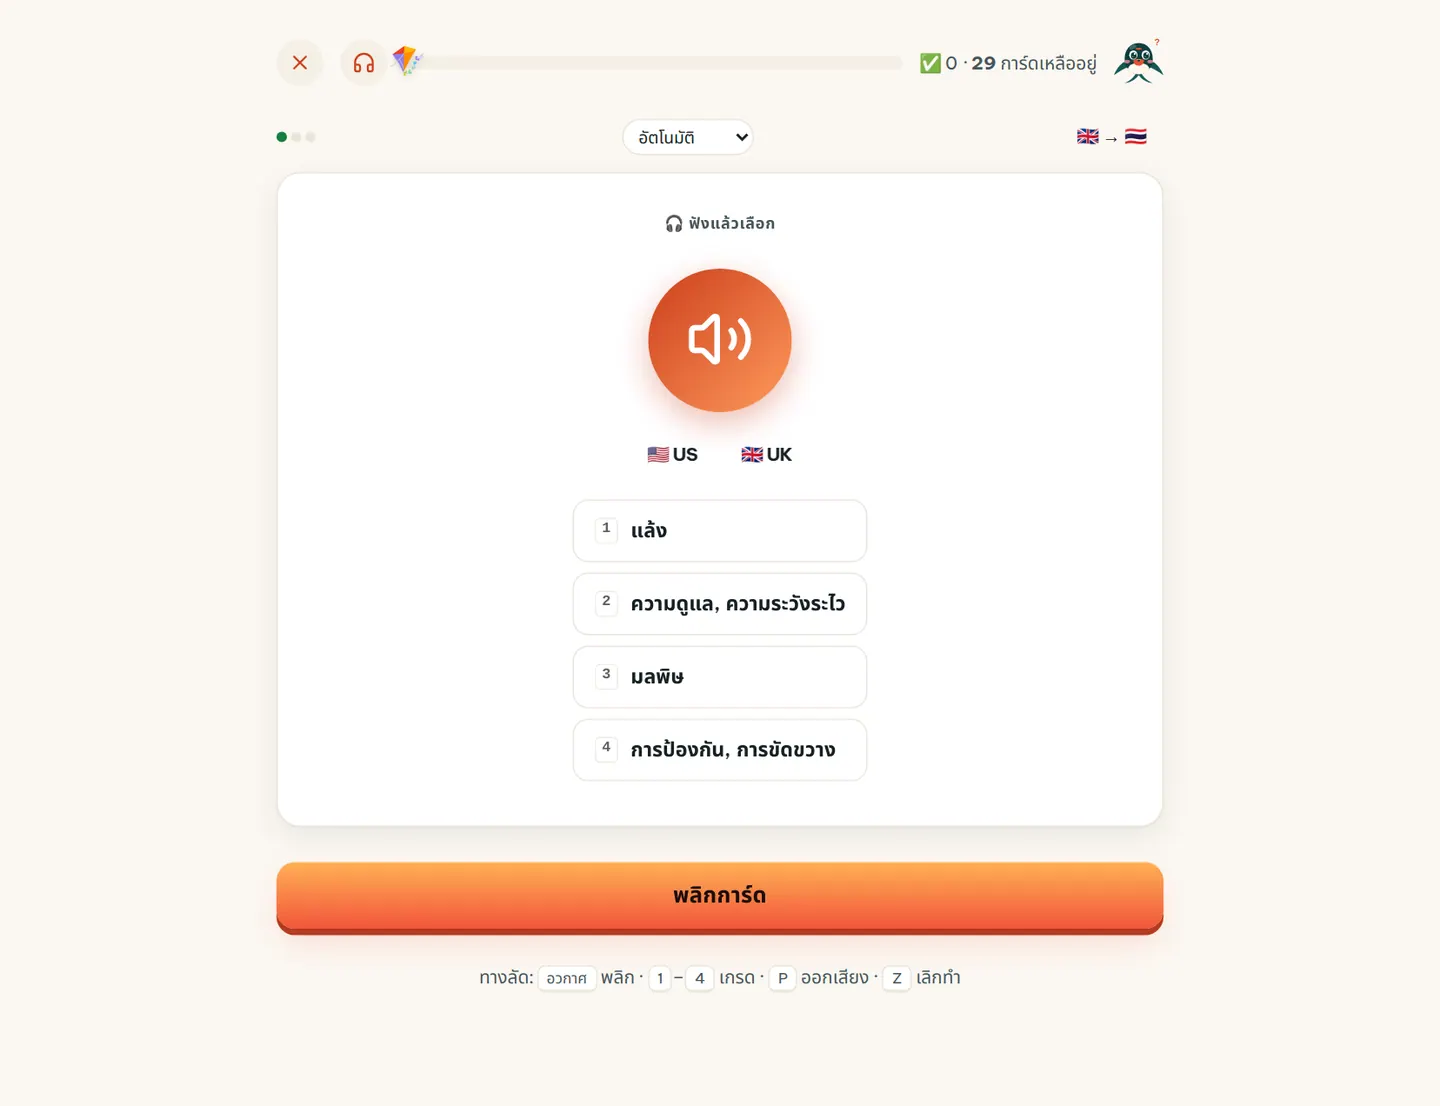 ✅ 0 · 29 การ์ดเหลืออยู่
?
อัตโนมัติ
🇬🇧 → 🇹🇭
🎧 ฟังแล้วเลือก
🇺🇸 US 🇬🇧 UK
1 แล้ง
2 ความดูแล, ความระวังระไว
3 มลพิษ
4 การป้องกัน, การขัดขวาง
พลิกการ์ด
ทางลัด: อวกาศ พลิก · 1 – 4 เกรด · P ออกเสียง · Z เลิกทำ